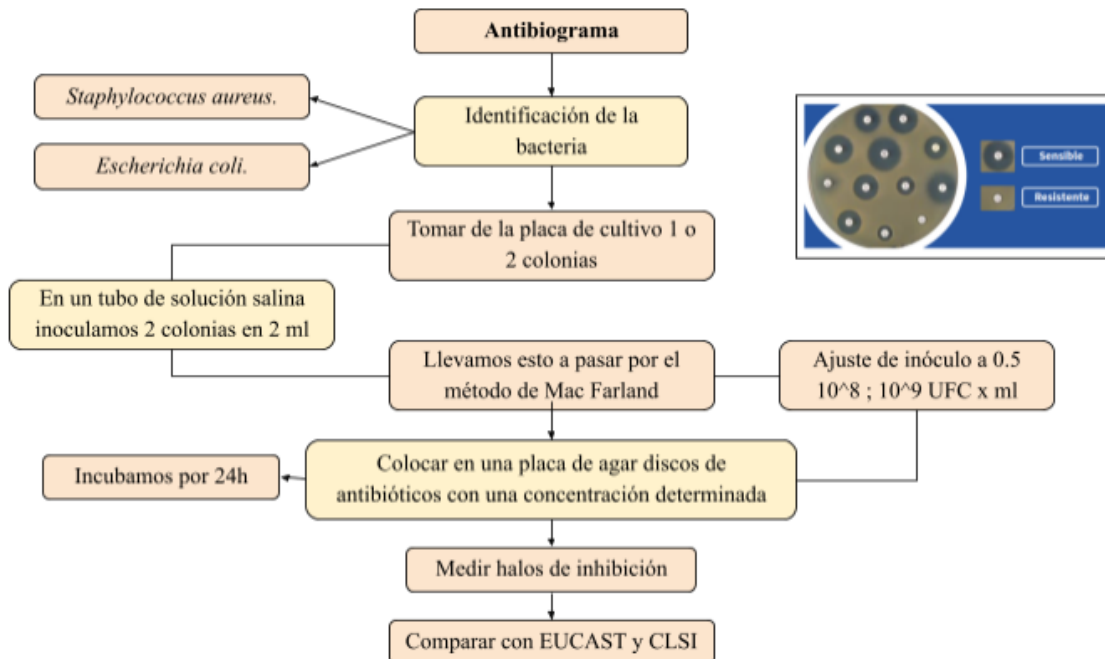 Antibiograma
Staphylococcus aureus.
Identificación de la
bacteria
Escherichia coli.
Sensible
Resistente
Tomar de la placa de cultivo 1 o
2 colonias
En un tubo de solución salina
inoculamos 2 colonias en 2 ml
Llevamos esto a pasar por el
método de Mac Farland
Ajuste de inóculo a 0.5
10^8 ; 10^9 UFC x ml
Incubamos por 24h
Colocar en una placa de agar discos de
antibióticos con una concentración determinada
Medir halos de inhibición
Comparar con EUCAST y CLSI